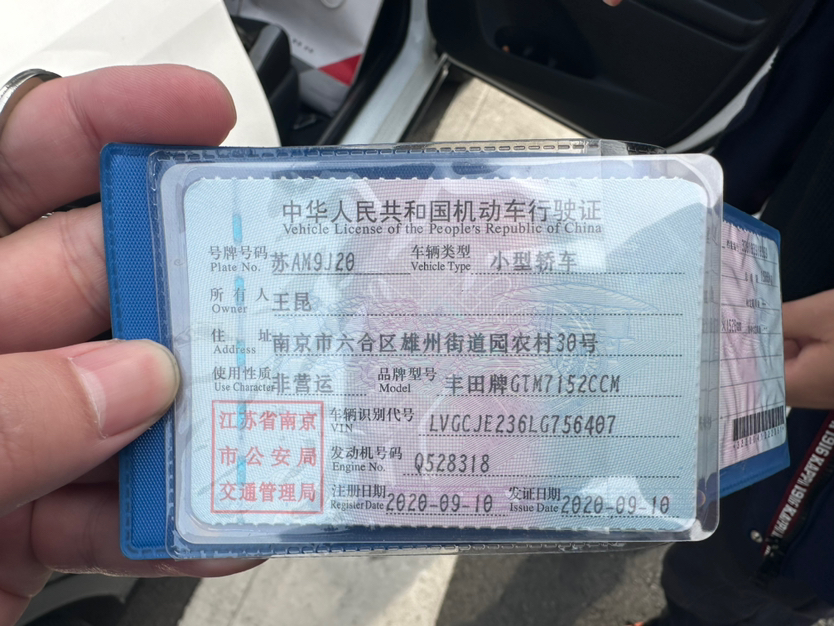 中华人民共和国机动车行驶证
Vehicle License of the People's Republic of China
号牌号码 苏AM9J20 车辆类型 小型轿车
Plate No. Vehicle Type
所有人 王昆
Owner
住址 南京市六合区雄州街道园农村30号
Address
使用性质 非营运 品牌型号 丰田牌GTM7152CCM
Use Character Model
江苏省南京
市公安局
交通管理局
车辆识别代号 LVGCJE236LG756407
VIN
发动机号码 Q528318
Engine No.
注册日期 2020-09-10 发证日期 2020-09-10
Register Date Issue Date